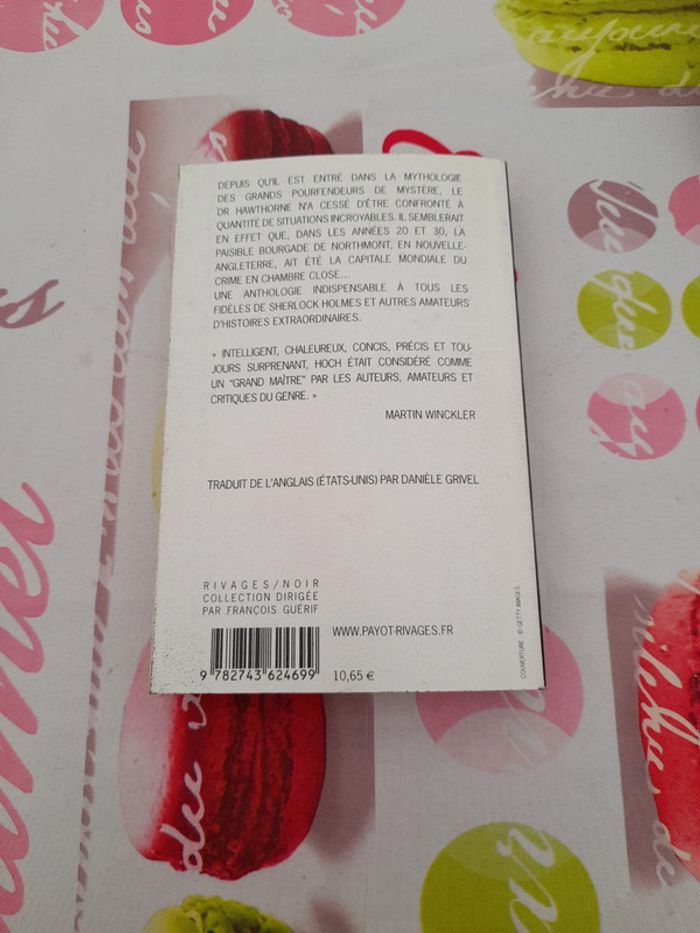 DEPUIS QU'IL EST ENTRÉ DANS LA MYTHOLOGIE
DES GRANDS POURFENDEURS DE MYSTÈRE, LE
DR HAWTHORNE N'A CESSÉ D'ÊTRE CONFRONTÉ À
QUANTITÉ DE SITUATIONS INCROYABLES. IL SEMBLERAIT
EN EFFET QUE, DANS LES ANNÉES 20 ET 30, LA
PAISIBLE BOURGADE DE NORTHMONT, EN NOUVELLE-
ANGLETERRE, AIT ÉTÉ LA CAPITALE MONDIALE DU
CRIME EN CHAMBRE CLOSE...
UNE ANTHOLOGIE INDISPENSABLE À TOUS LES
FIDÈLES DE SHERLOCK HOLMES ET AUTRES AMATEURS
D'HISTOIRES EXTRAORDINAIRES.
« INTELLIGENT, CHALEUREUX, CONCIS, PRÉCIS ET TOU-
JOURS SURPRENANT, HOCH ÉTAIT CONSIDÉRÉ COMME
UN "GRAND MAÎTRE" PAR LES AUTEURS, AMATEURS ET
CRITIQUES DU GENRE. »
MARTIN WINCKLER
TRADUIT DE L'ANGLAIS (ÉTATS-UNIS) PAR DANIÈLE GRIVEL
RIVAGES/NOIR
COLLECTION DIRIGÉE
PAR FRANÇOIS GUÉRIF
WWW.PAYOT-RIVAGES.FR
9 782743 624699
10,65 €
COUVERTURE : © GETTY IMAGES
du
de